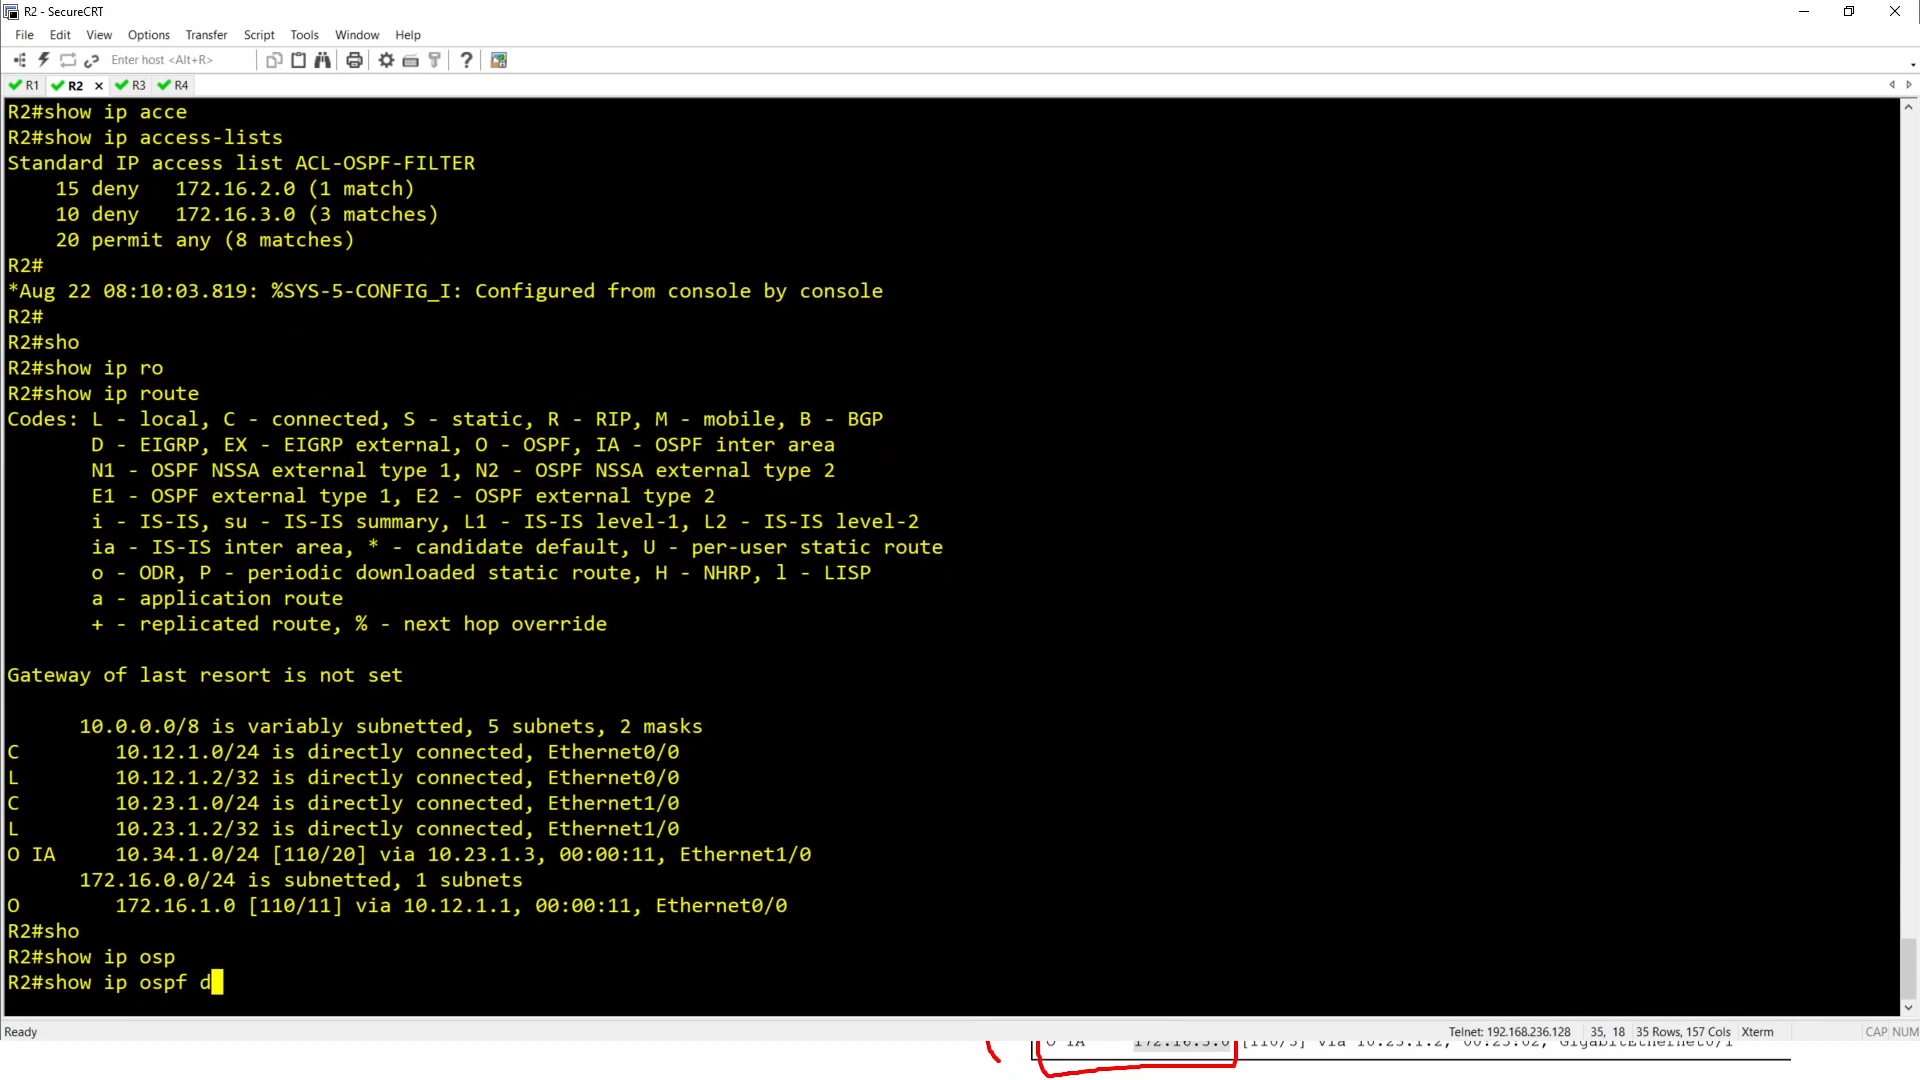 R2 - SecureCRT
File Edit View Options Transfer Script Tools Window Help
Enter host <Alt+R>
R1 R2 R3 R4
R2#show ip acce
R2#show ip access-lists
Standard IP access list ACL-OSPF-FILTER
    15 deny   172.16.2.0 (1 match)
    10 deny   172.16.3.0 (3 matches)
    20 permit any (8 matches)
R2#
*Aug 22 08:10:03.819: %SYS-5-CONFIG_I: Configured from console by console
R2#
R2#sho
R2#show ip ro
R2#show ip route
Codes: L - local, C - connected, S - static, R - RIP, M - mobile, B - BGP
       D - EIGRP, EX - EIGRP external, O - OSPF, IA - OSPF inter area
       N1 - OSPF NSSA external type 1, N2 - OSPF NSSA external type 2
       E1 - OSPF external type 1, E2 - OSPF external type 2
       i - IS-IS, su - IS-IS summary, L1 - IS-IS level-1, L2 - IS-IS level-2
       ia - IS-IS inter area, * - candidate default, U - per-user static route
       o - ODR, P - periodic downloaded static route, H - NHRP, l - LISP
       a - application route
       + - replicated route, % - next hop override
Gateway of last resort is not set
      10.0.0.0/8 is variably subnetted, 5 subnets, 2 masks
C        10.12.1.0/24 is directly connected, Ethernet0/0
L        10.12.1.2/32 is directly connected, Ethernet0/0
C        10.23.1.0/24 is directly connected, Ethernet1/0
L        10.23.1.2/32 is directly connected, Ethernet1/0
O IA     10.34.1.0/24 [110/20] via 10.23.1.3, 00:00:11, Ethernet1/0
      172.16.0.0/24 is subnetted, 1 subnets
O        172.16.1.0 [110/11] via 10.12.1.1, 00:00:11, Ethernet0/0
R2#sho
R2#show ip osp
R2#show ip ospf d
Ready Telnet: 192.168.236.128 35, 18 35 Rows, 157 Cols Xterm CAP NUM
O IA 172.16.3.0 [110/3] via 10.23.1.2, GigabitEthernet0/1